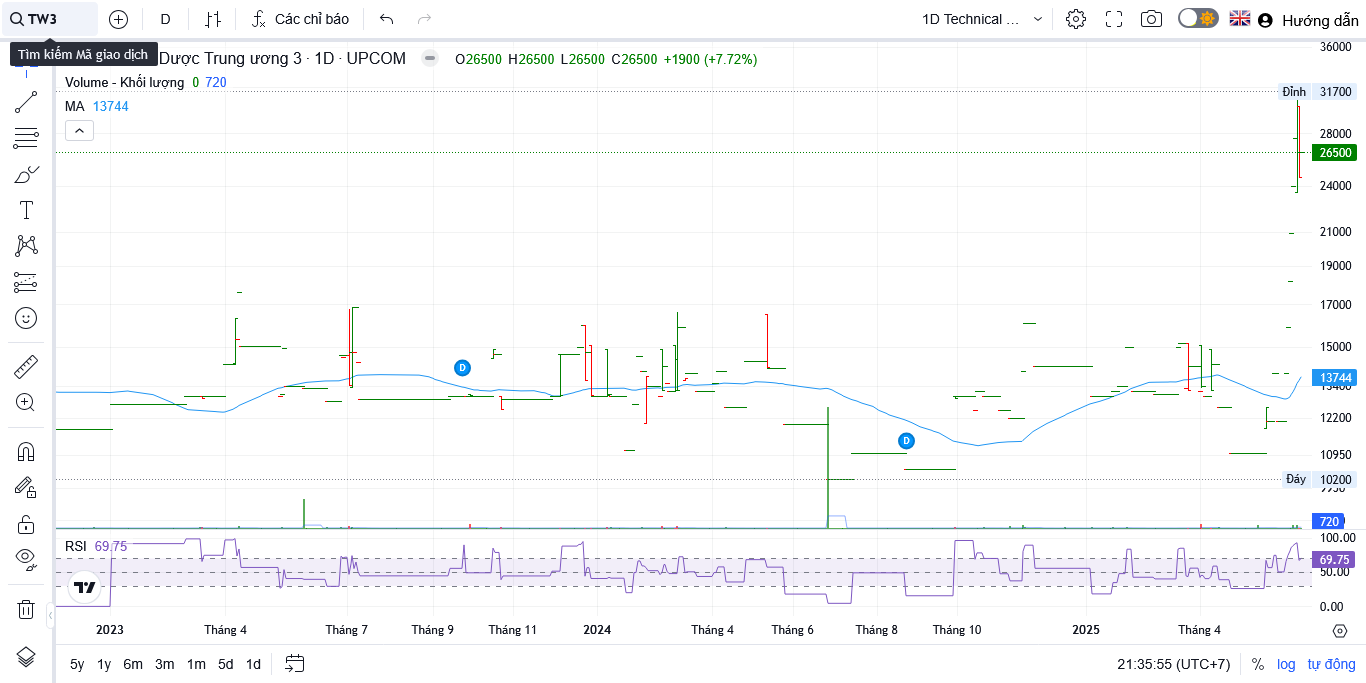 TW3
D
Các chỉ báo
1D Technical ...
Hướng dẫn
Tìm kiếm Mã giao dịch
Dược Trung ương 3 · 1D · UPCOM
O26500 H26500 L26500 C26500 +1900 (+7.72%)
Volume - Khối lượng 0 720
MA 13744
36000
Đỉnh 31700
28000
26500
24000
21000
19000
17000
15000
13744
13400
12200
10950
Đáy 10200
9950
720
D
D
RSI 69.75
100.00
69.75
50.00
0.00
2023 Tháng 4 Tháng 7 Tháng 9 Tháng 11 2024 Tháng 4 Tháng 6 Tháng 8 Tháng 10 2025 Tháng 4
5y 1y 6m 3m 1m 5d 1d
21:35:55 (UTC+7) % log tự động